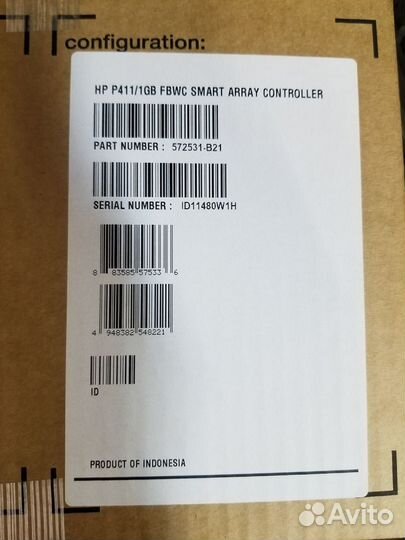 configuration:
HP P411/1GB FBWC SMART ARRAY CONTROLLER
PART NUMBER : 572531-B21
SERIAL NUMBER : ID11480W1H
8 83585 57533 6
4 948382 548221
ID
PRODUCT OF INDONESIA
Avito